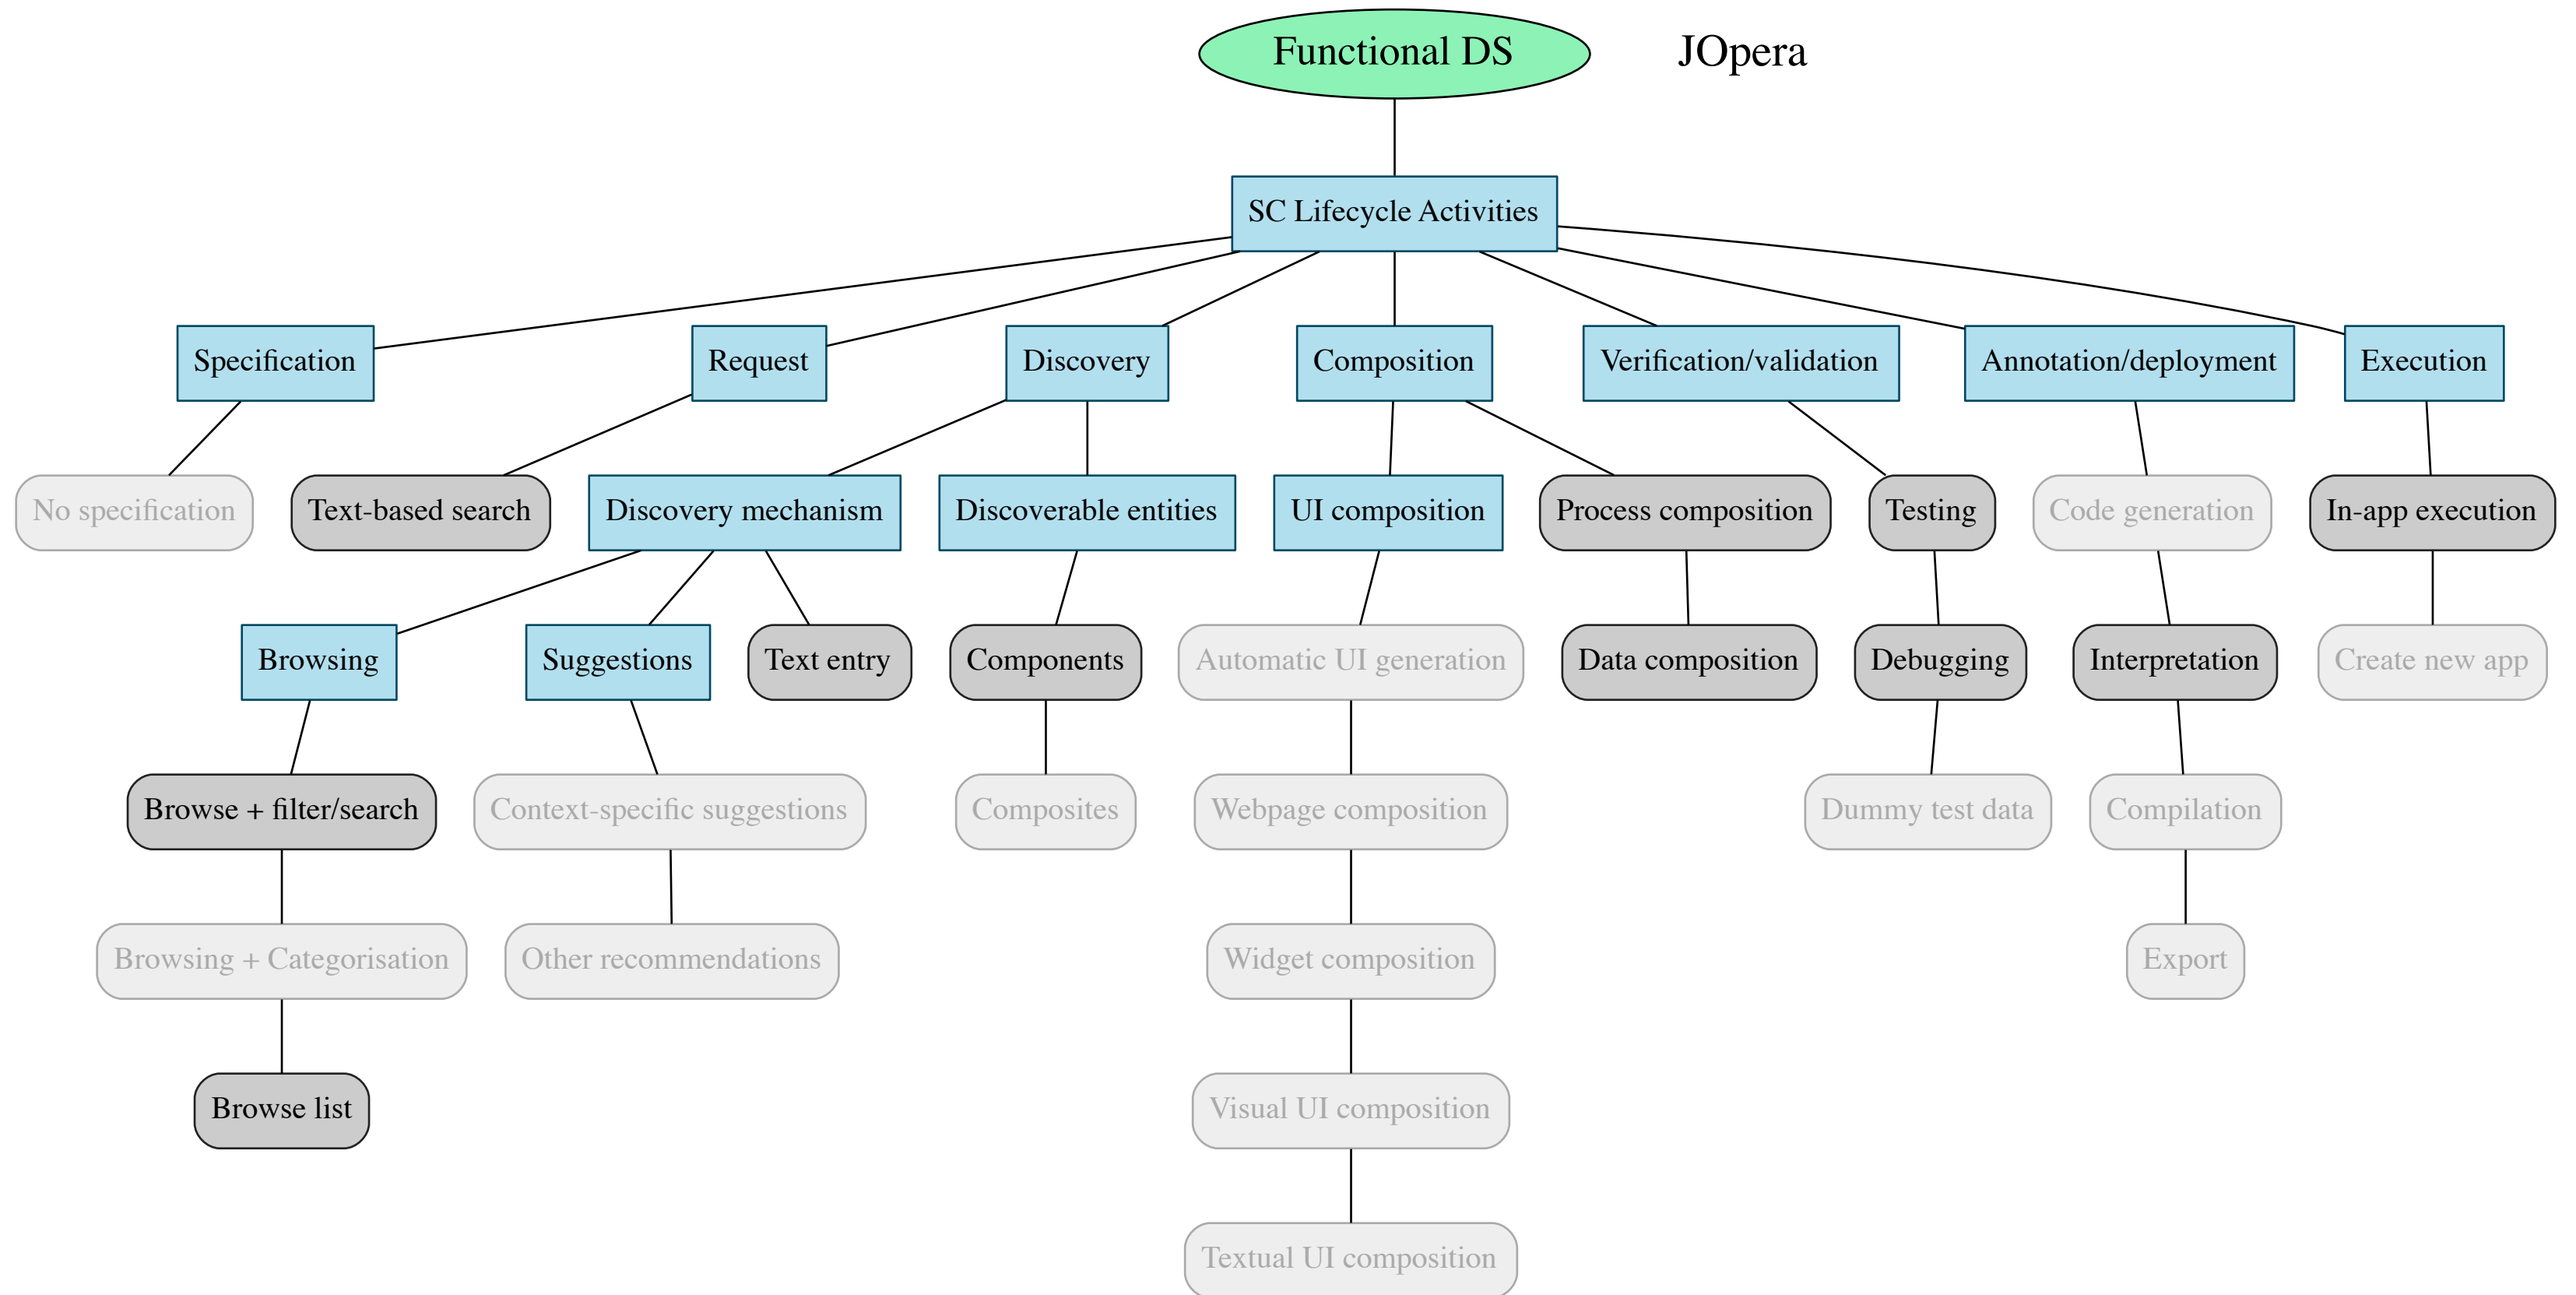 Functional DS
JOpera
SC Lifecycle Activities
Specification
Request
Discovery
Composition
Verification/validation
Annotation/deployment
Execution
No specification
Text-based search
Discovery mechanism
Discoverable entities
UI composition
Process composition
Testing
Code generation
In-app execution
Browsing
Suggestions
Text entry
Components
Automatic UI generation
Data composition
Debugging
Interpretation
Create new app
Browse + filter/search
Context-specific suggestions
Composites
Webpage composition
Dummy test data
Compilation
Browsing + Categorisation
Other recommendations
Widget composition
Export
Browse list
Visual UI composition
Textual UI composition